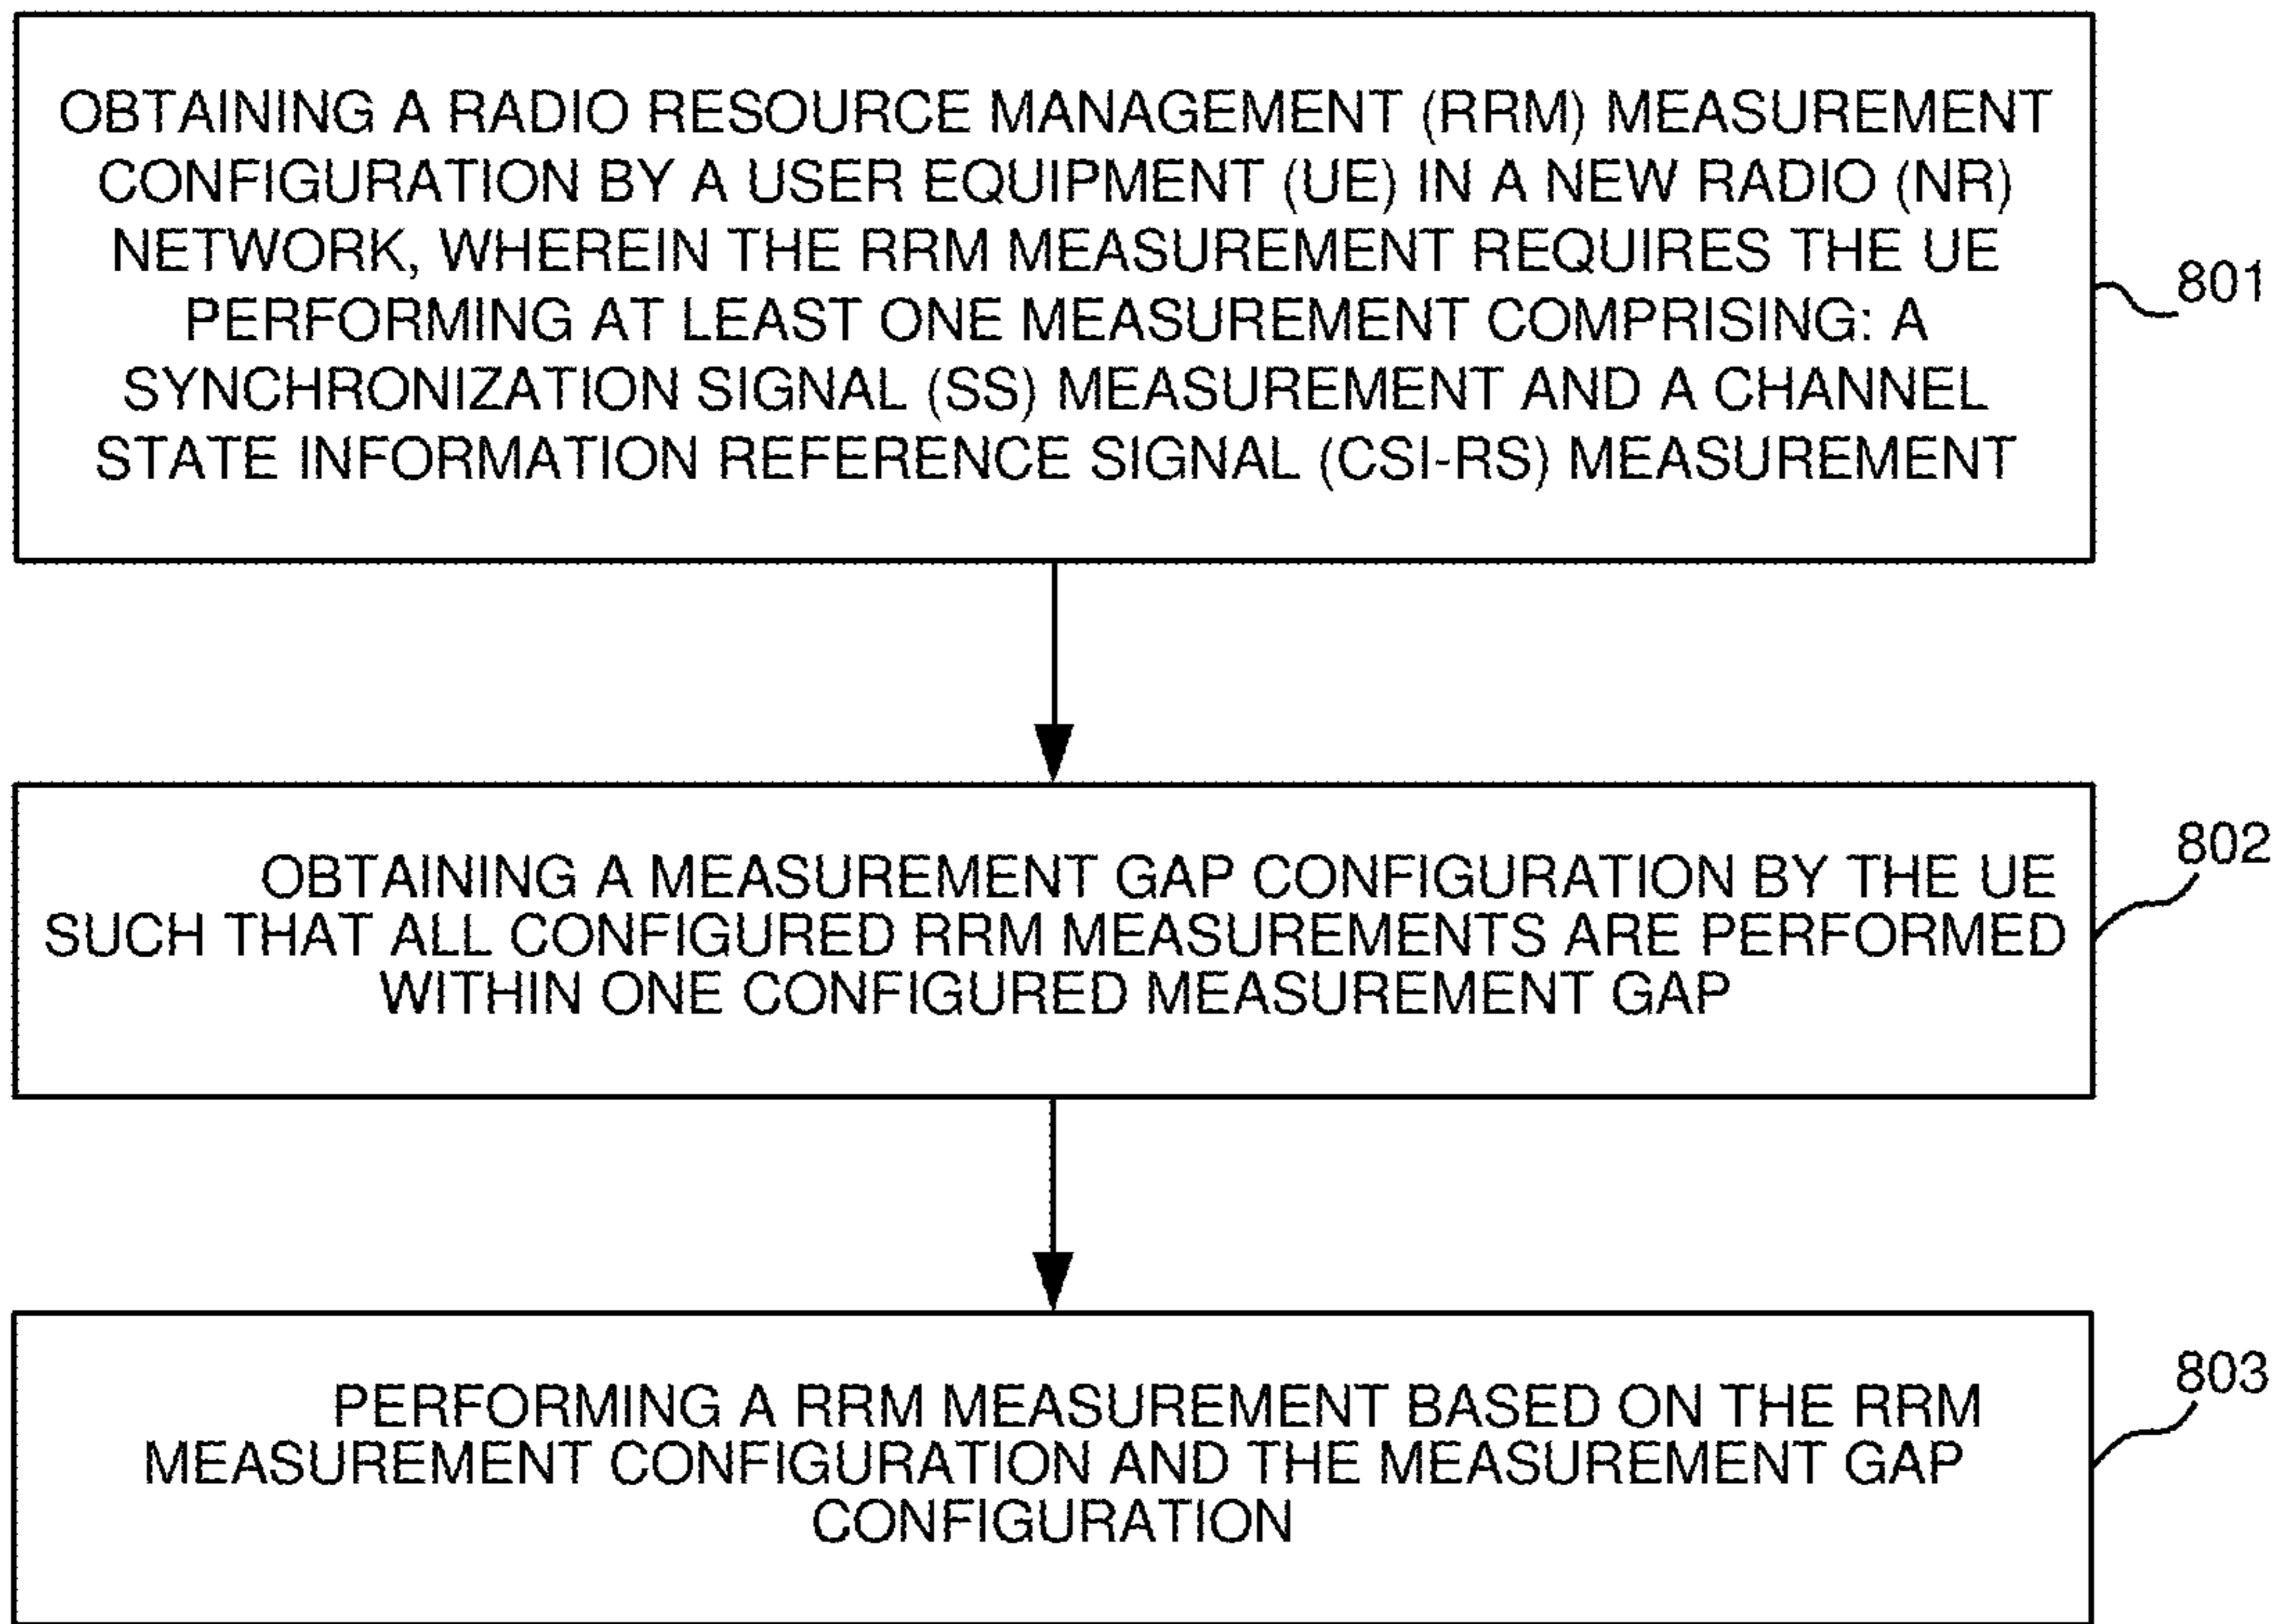 OBTAINING A RADIO RESOURCE MANAGEMENT (RRM) MEASUREMENT
CONFIGURATION BY A USER EQUIPMENT (UE) IN A NEW RADIO (NR)
NETWORK, WHEREIN THE RRM MEASUREMENT REQUIRES THE UE
PERFORMING AT LEAST ONE MEASUREMENT COMPRISING: A
SYNCHRONIZATION SIGNAL (SS) MEASUREMENT AND A CHANNEL
STATE INFORMATION REFERENCE SIGNAL (CSI-RS) MEASUREMENT
801
OBTAINING A MEASUREMENT GAP CONFIGURATION BY THE UE
SUCH THAT ALL CONFIGURED RRM MEASUREMENTS ARE PERFORMED
WITHIN ONE CONFIGURED MEASUREMENT GAP
802
PERFORMING A RRM MEASUREMENT BASED ON THE RRM
MEASUREMENT CONFIGURATION AND THE MEASUREMENT GAP
CONFIGURATION
803